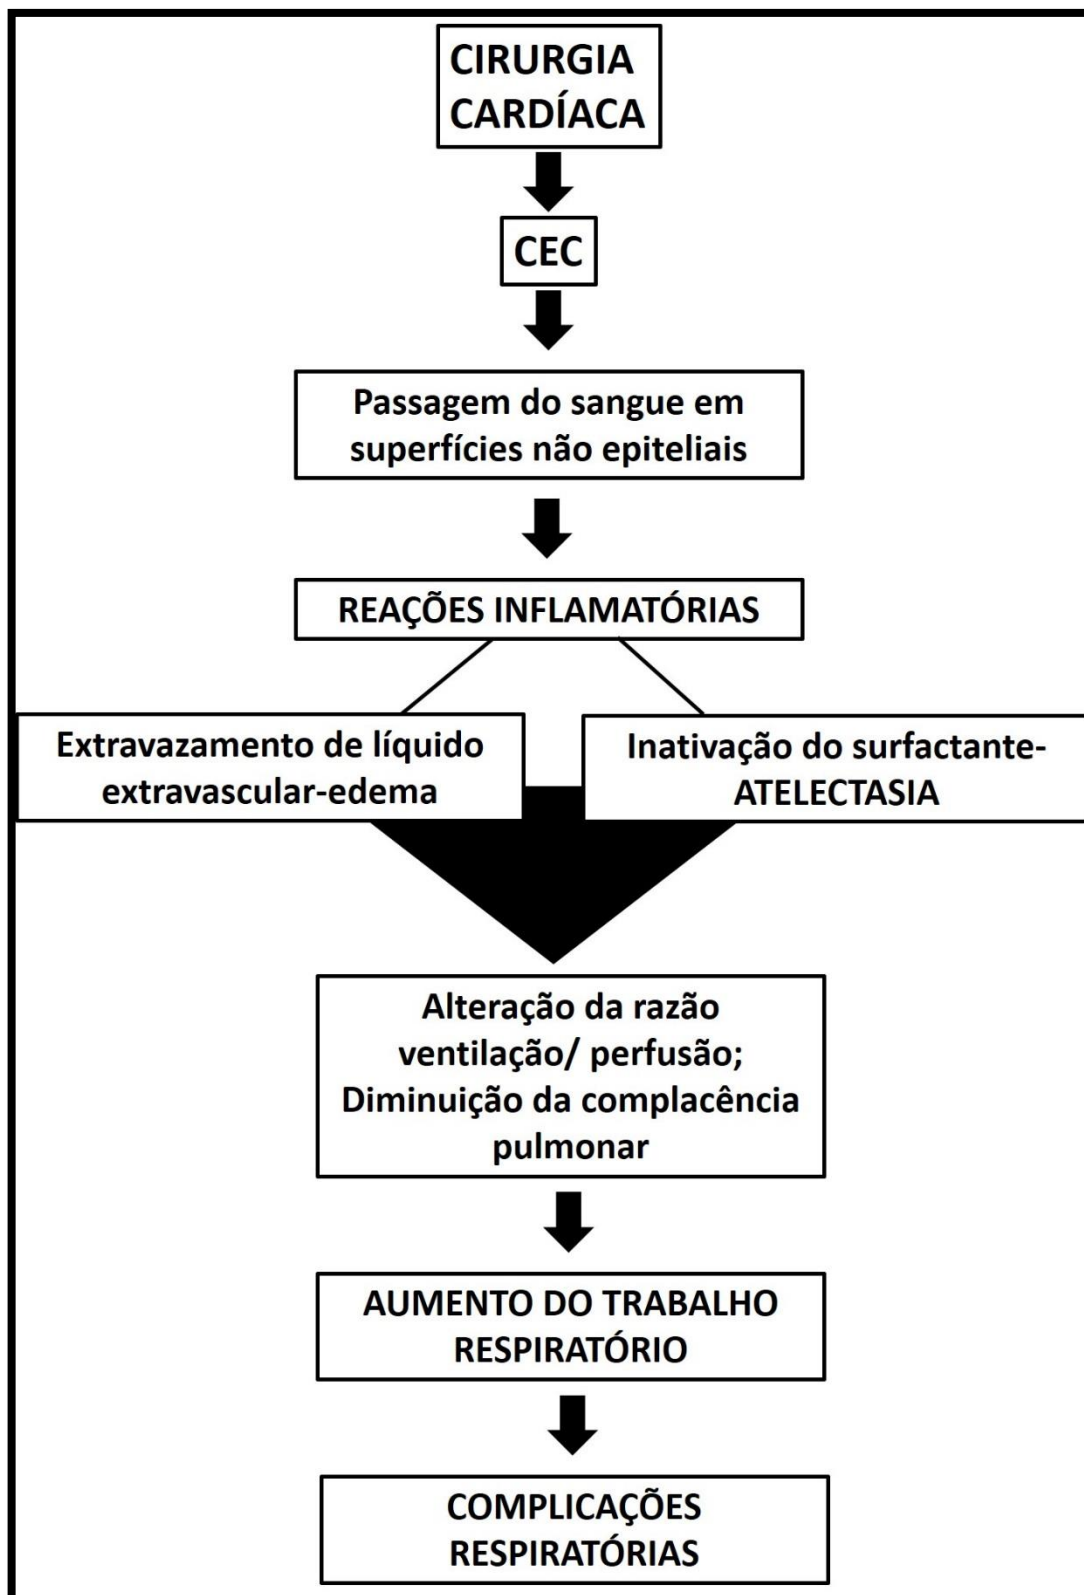 CIRURGIA
CARDÍACA
CEC
Passagem do sangue em
superfícies não epiteliais
REAÇÕES INFLAMATÓRIAS
Extravazamento de líquido
extravascular-edema
Inativação do surfactante-
ATELECTASIA
Alteração da razão
ventilação/ perfusão;
Diminuição da complacência
pulmonar
AUMENTO DO TRABALHO
RESPIRATÓRIO
COMPLICAÇÕES
RESPIRATÓRIAS